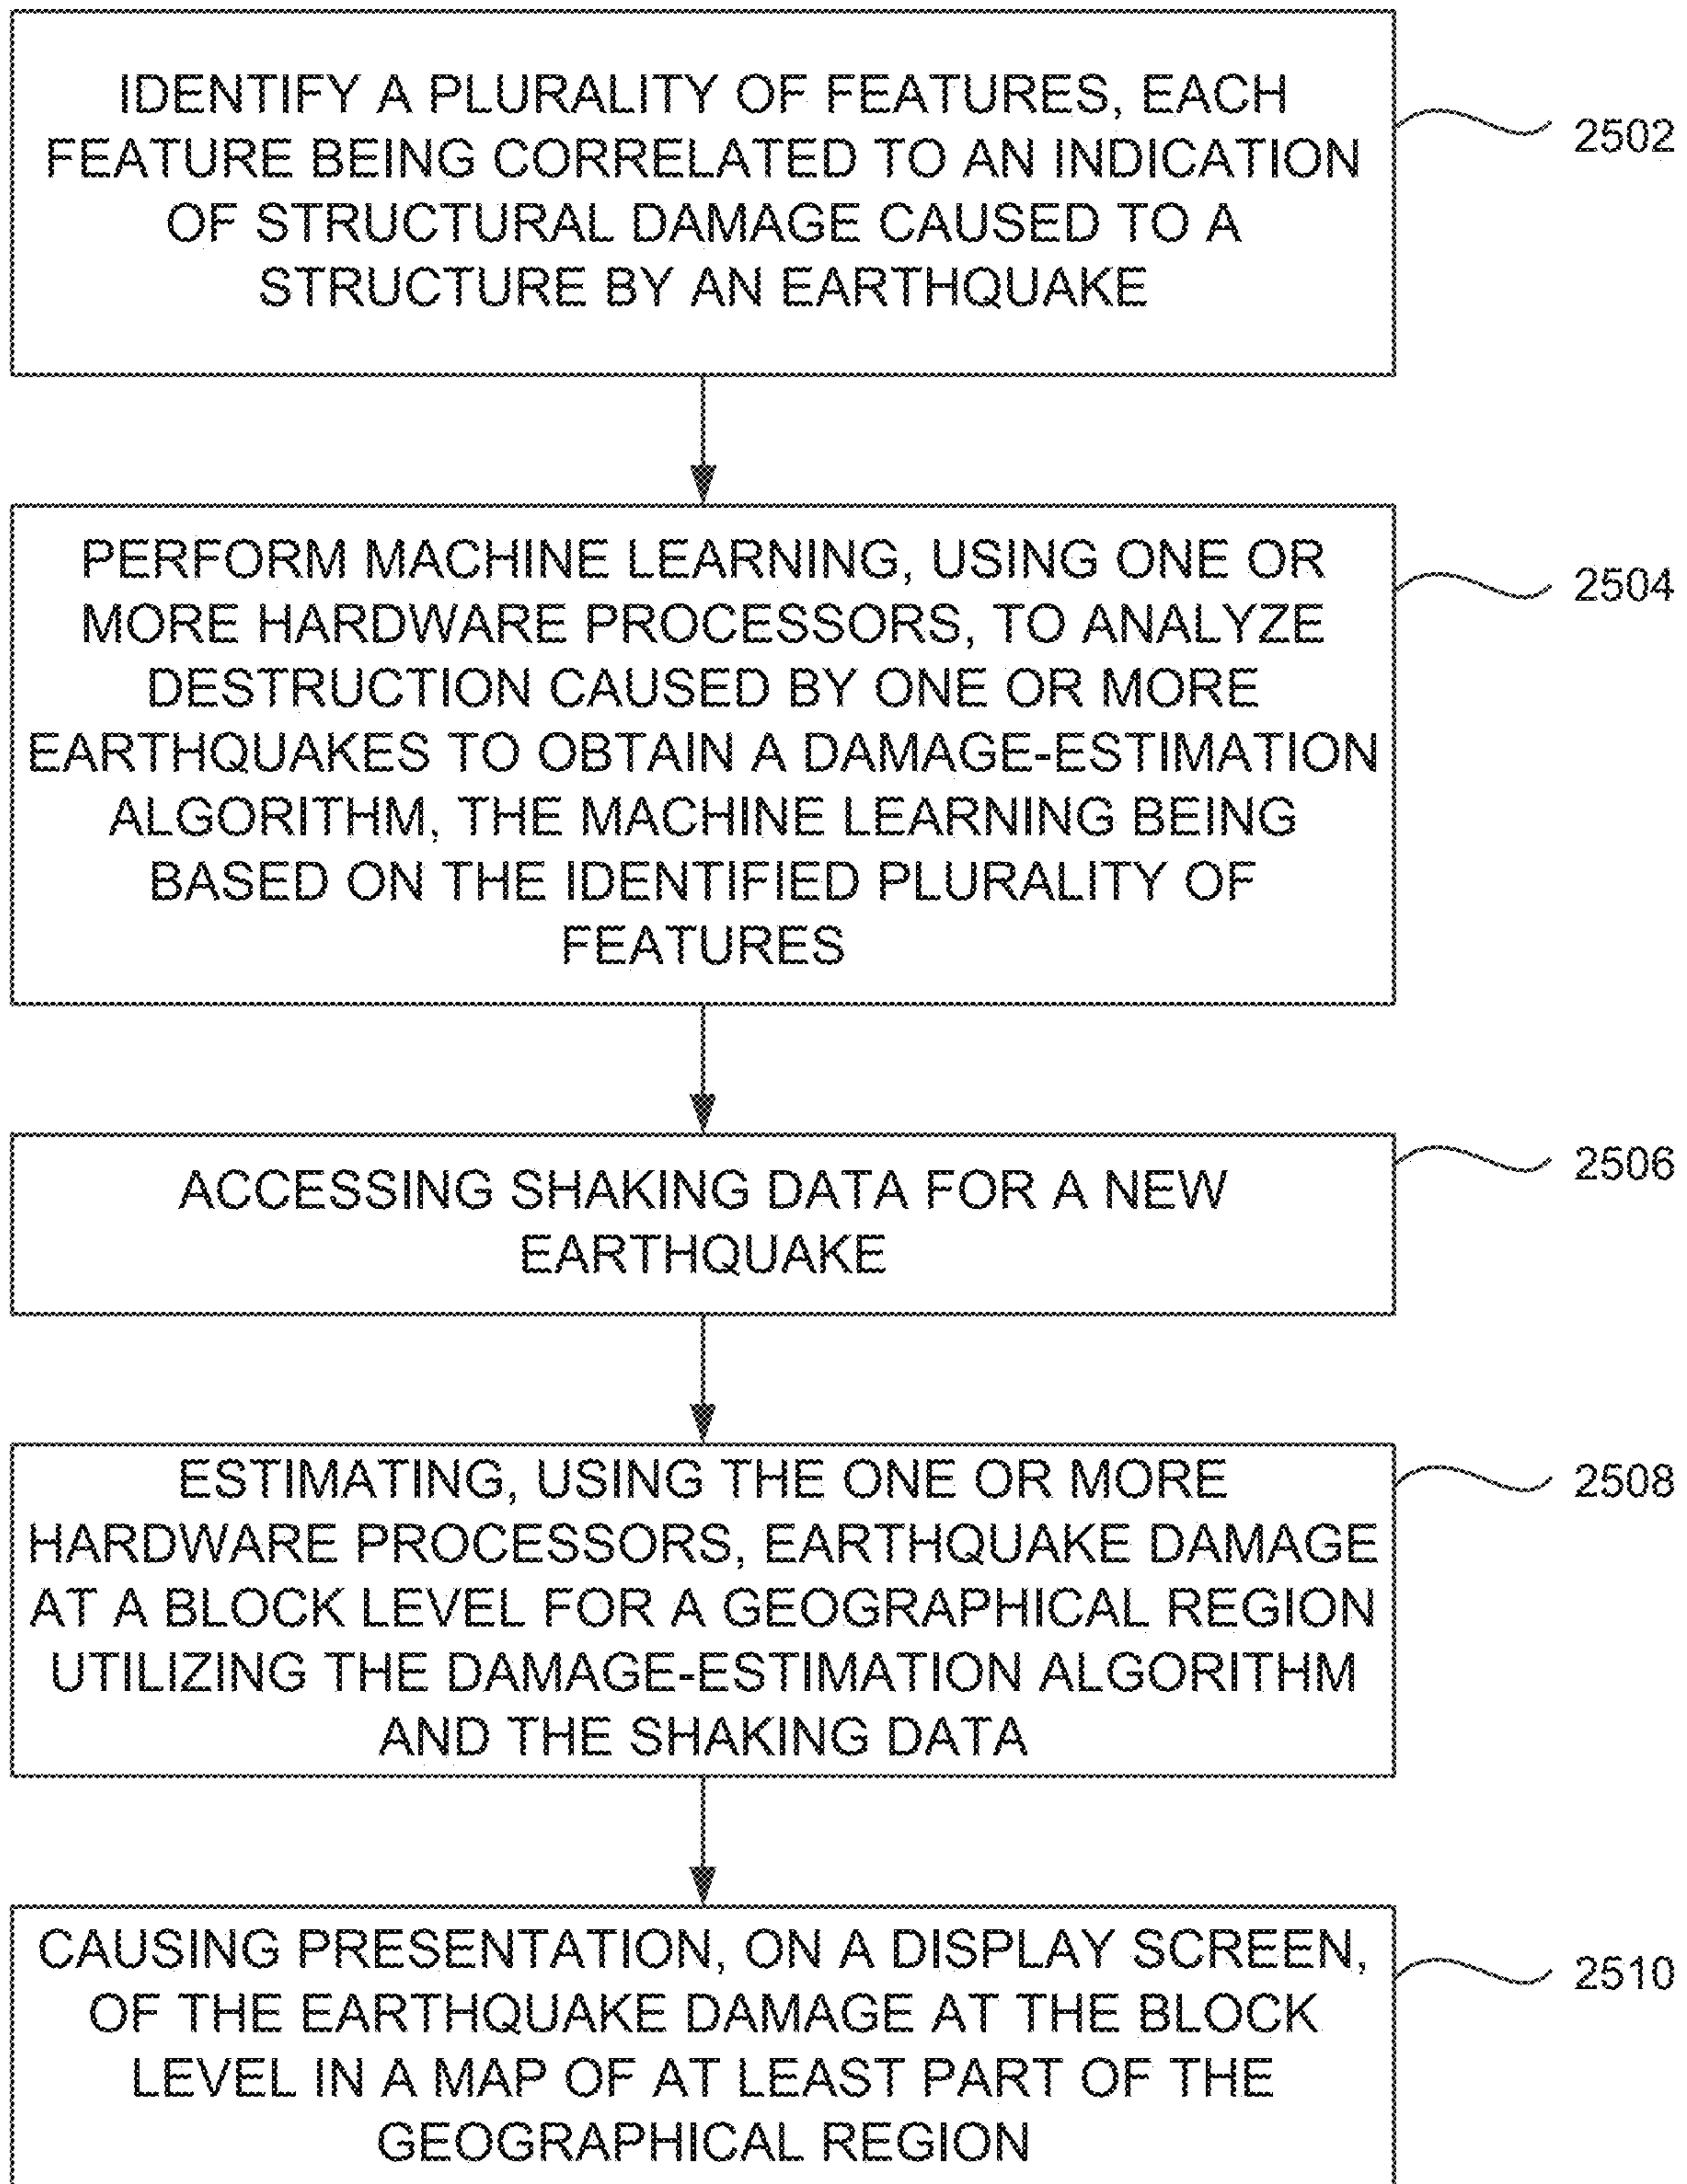 IDENTIFY A PLURALITY OF FEATURES, EACH
FEATURE BEING CORRELATED TO AN INDICATION
OF STRUCTURAL DAMAGE CAUSED TO A
STRUCTURE BY AN EARTHQUAKE
2502
PERFORM MACHINE LEARNING, USING ONE OR
MORE HARDWARE PROCESSORS, TO ANALYZE
DESTRUCTION CAUSED BY ONE OR MORE
EARTHQUAKES TO OBTAIN A DAMAGE-ESTIMATION
ALGORITHM, THE MACHINE LEARNING BEING
BASED ON THE IDENTIFIED PLURALITY OF
FEATURES
2504
ACCESSING SHAKING DATA FOR A NEW
EARTHQUAKE
2506
ESTIMATING, USING THE ONE OR MORE
HARDWARE PROCESSORS, EARTHQUAKE DAMAGE
AT A BLOCK LEVEL FOR A GEOGRAPHICAL REGION
UTILIZING THE DAMAGE-ESTIMATION ALGORITHM
AND THE SHAKING DATA
2508
CAUSING PRESENTATION, ON A DISPLAY SCREEN,
OF THE EARTHQUAKE DAMAGE AT THE BLOCK
LEVEL IN A MAP OF AT LEAST PART OF THE
GEOGRAPHICAL REGION
2510